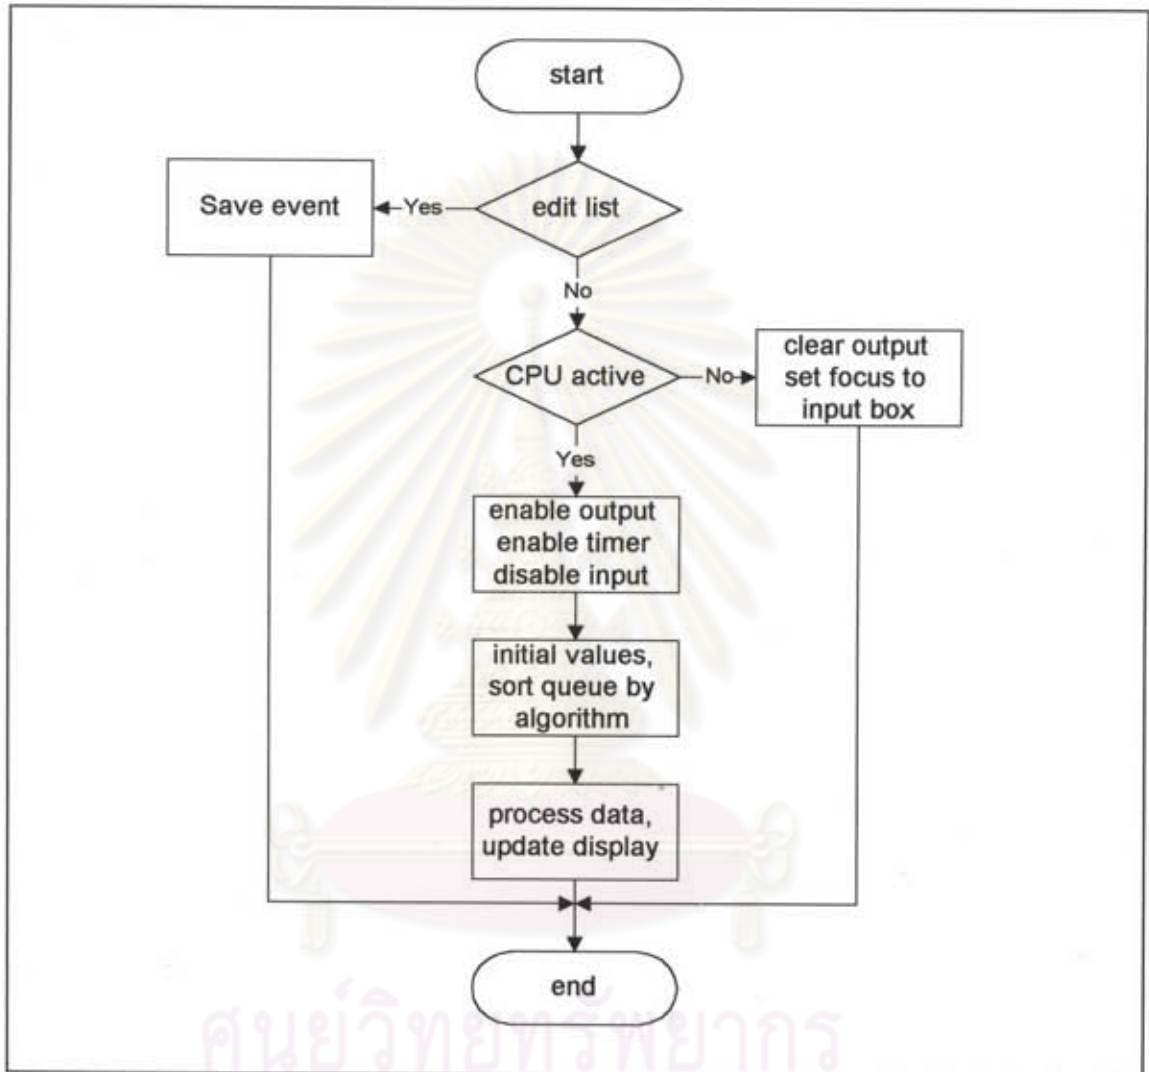 start
edit list
Yes
Save event
No
CPU active
No
clear output
set focus to
input box
Yes
enable output
enable timer
disable input
initial values,
sort queue by
algorithm
process data,
update display
end
ศูนย์วิทยทรัพยากร